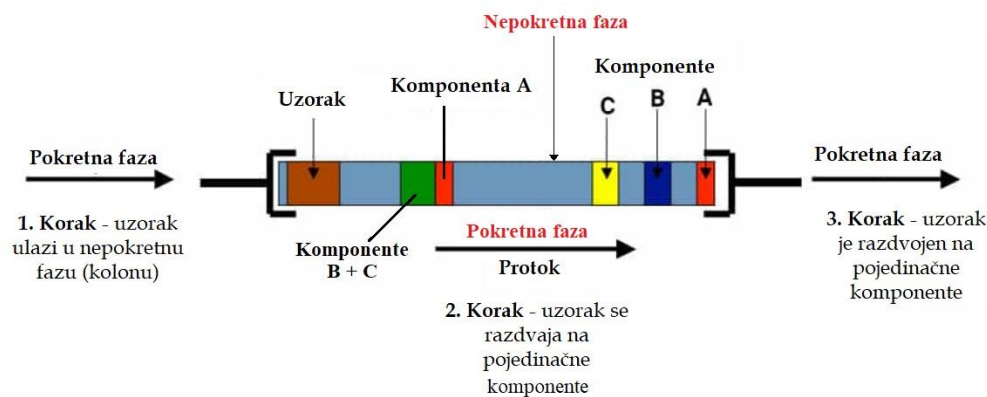 Nepokretna faza
Komponente
Uzorak
Komponenta A
C
B
A
Pokretna faza
Pokretna faza
1. Korak - uzorak
ulazi u nepokretnu
fazu (kolonu)
Komponente
B + C
Pokretna faza
Protok
2. Korak - uzorak se
razdvaja na
pojedinačne
komponente
3. Korak - uzorak
je razdvojen na
pojedinačne
komponente